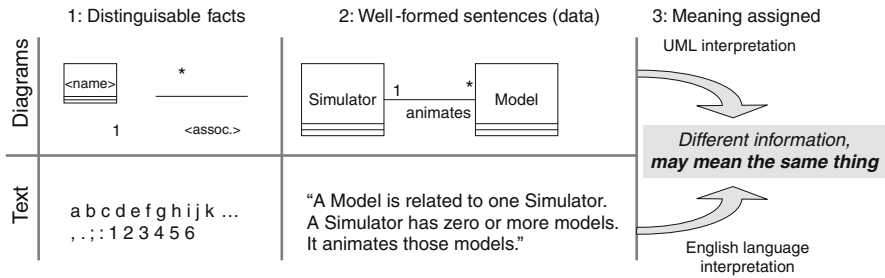 1: Distinguisable facts
2: Well-formed sentences (data)
3: Meaning assigned
Diagrams
<name>
*
1
<assoc.>
Simulator
1
*
animates
Model
UML interpretation
Different information,
may mean the same thing
Text
a b c d e f g h i j k ...
, . ; : 1 2 3 4 5 6
“A Model is related to one Simulator.
A Simulator has zero or more models.
It animates those models.”
English language
interpretation